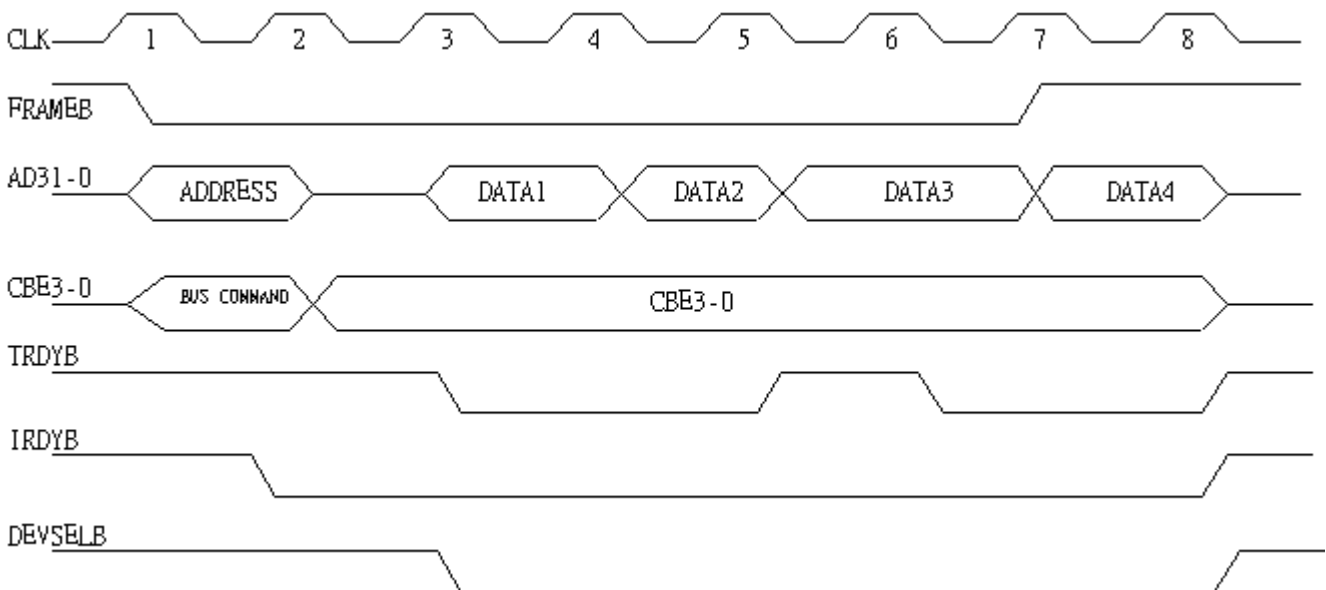 CLK 1 2 3 4 5 6 7 8
FRAMEB
AD31-0 ADDRESS DATA1 DATA2 DATA3 DATA4
CBE3-0 BUS COMMAND CBE3-0
TRDYB
IRDYB
DEVSELB